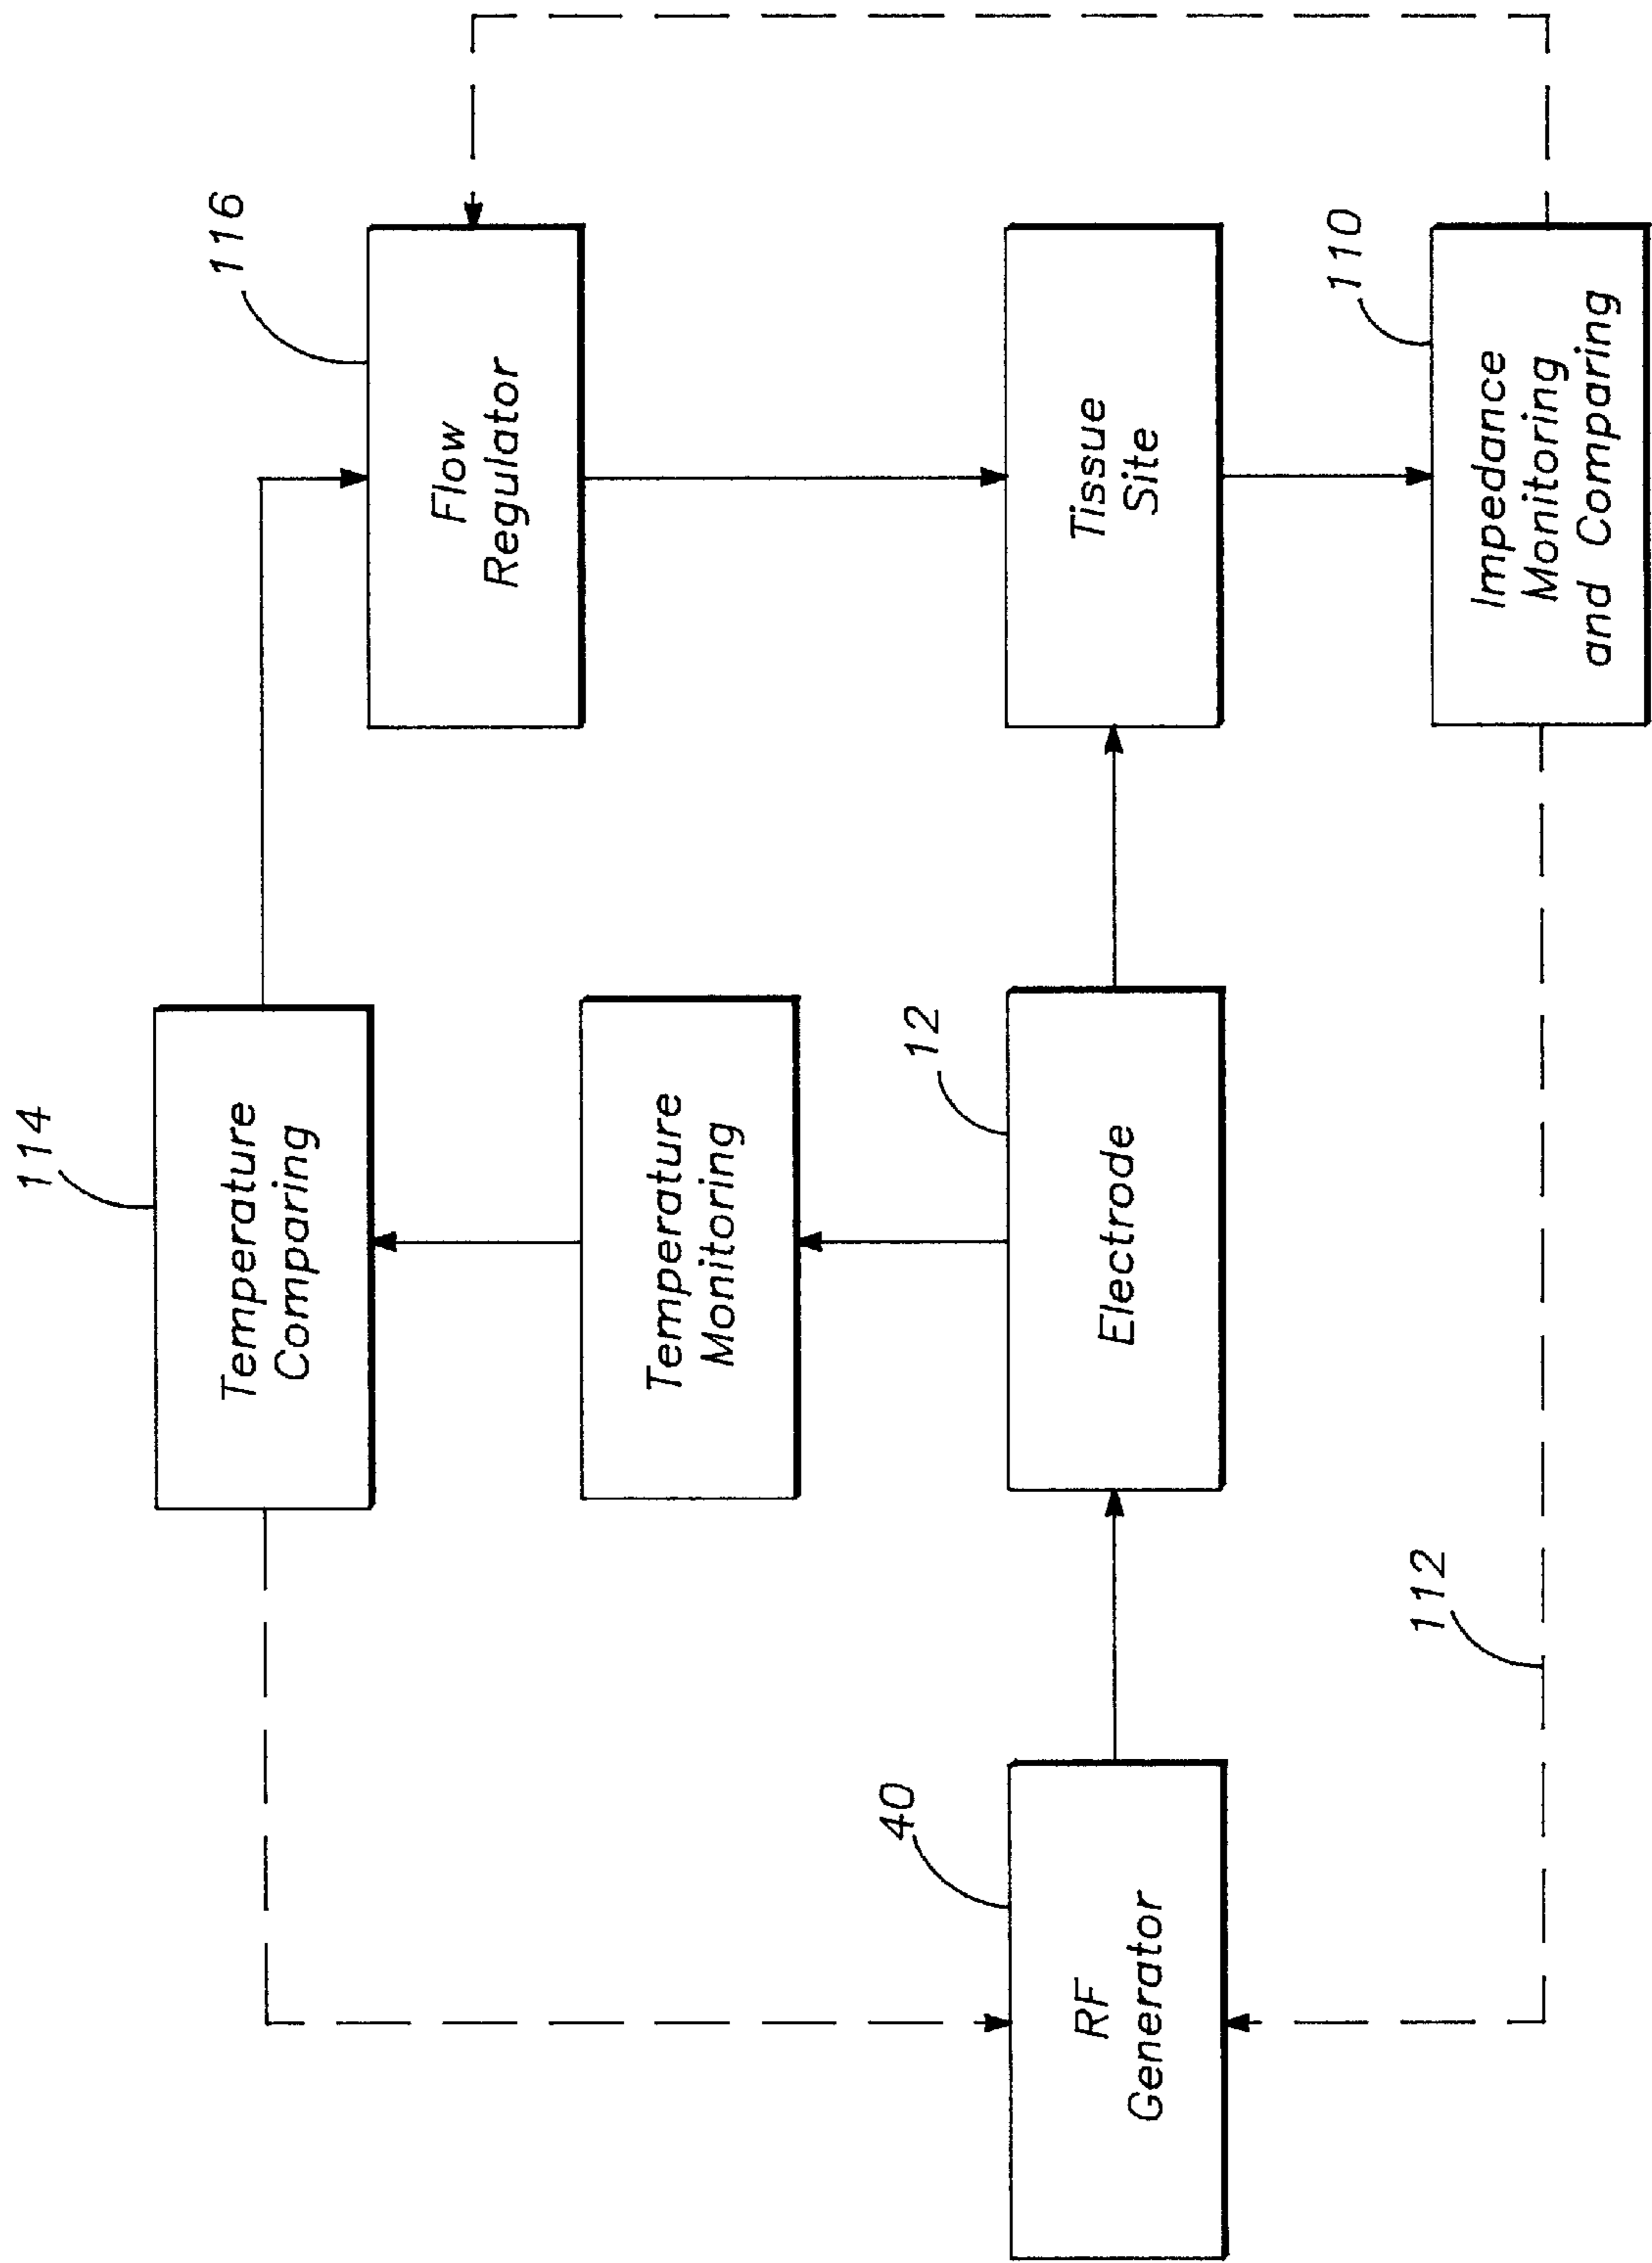 114
Temperature
Comparing
116
Flow
Regulator
Temperature
Monitoring
40
RF
Generator
12
Electrode
Tissue
Site
112
110
Impedance
Monitoring
and Comparing